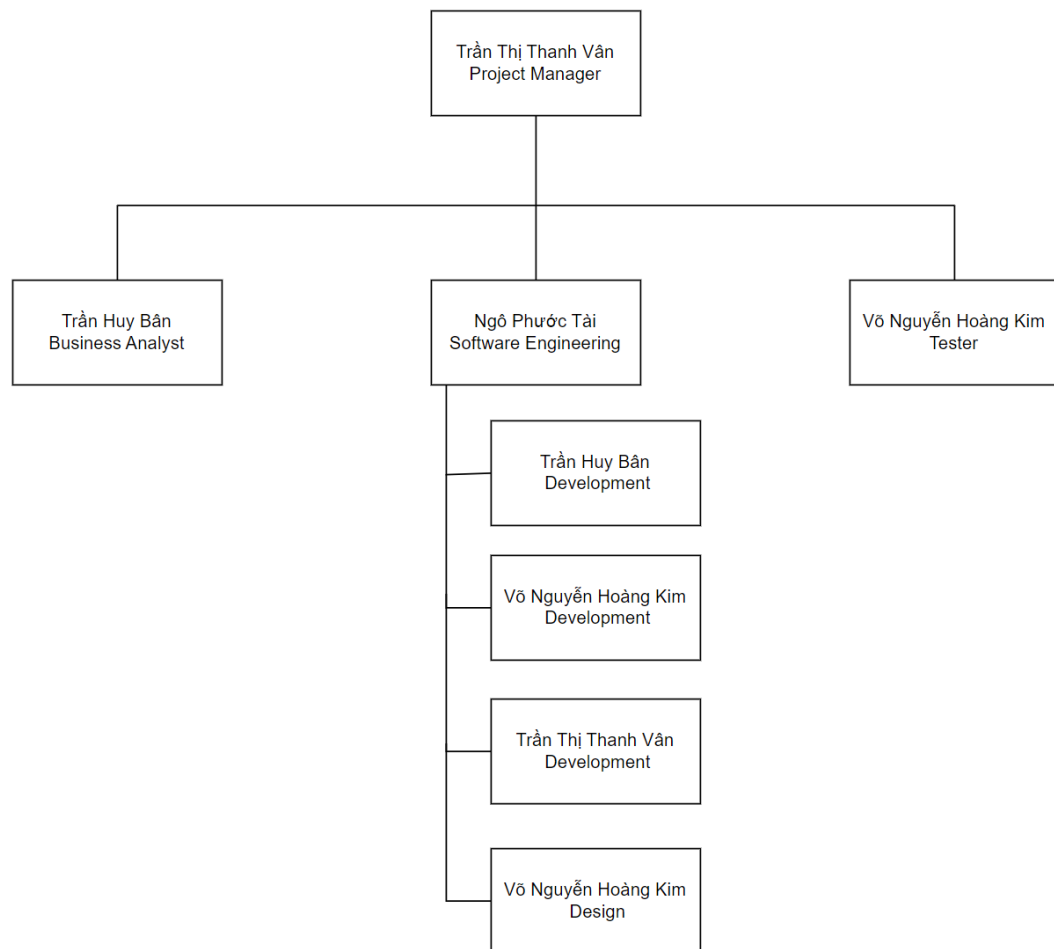 Trần Thị Thanh Vân
Project Manager
Trần Huy Bân
Business Analyst
Ngô Phước Tài
Software Engineering
Võ Nguyễn Hoàng Kim
Tester
Trần Huy Bân
Development
Võ Nguyễn Hoàng Kim
Development
Trần Thị Thanh Vân
Development
Võ Nguyễn Hoàng Kim
Design